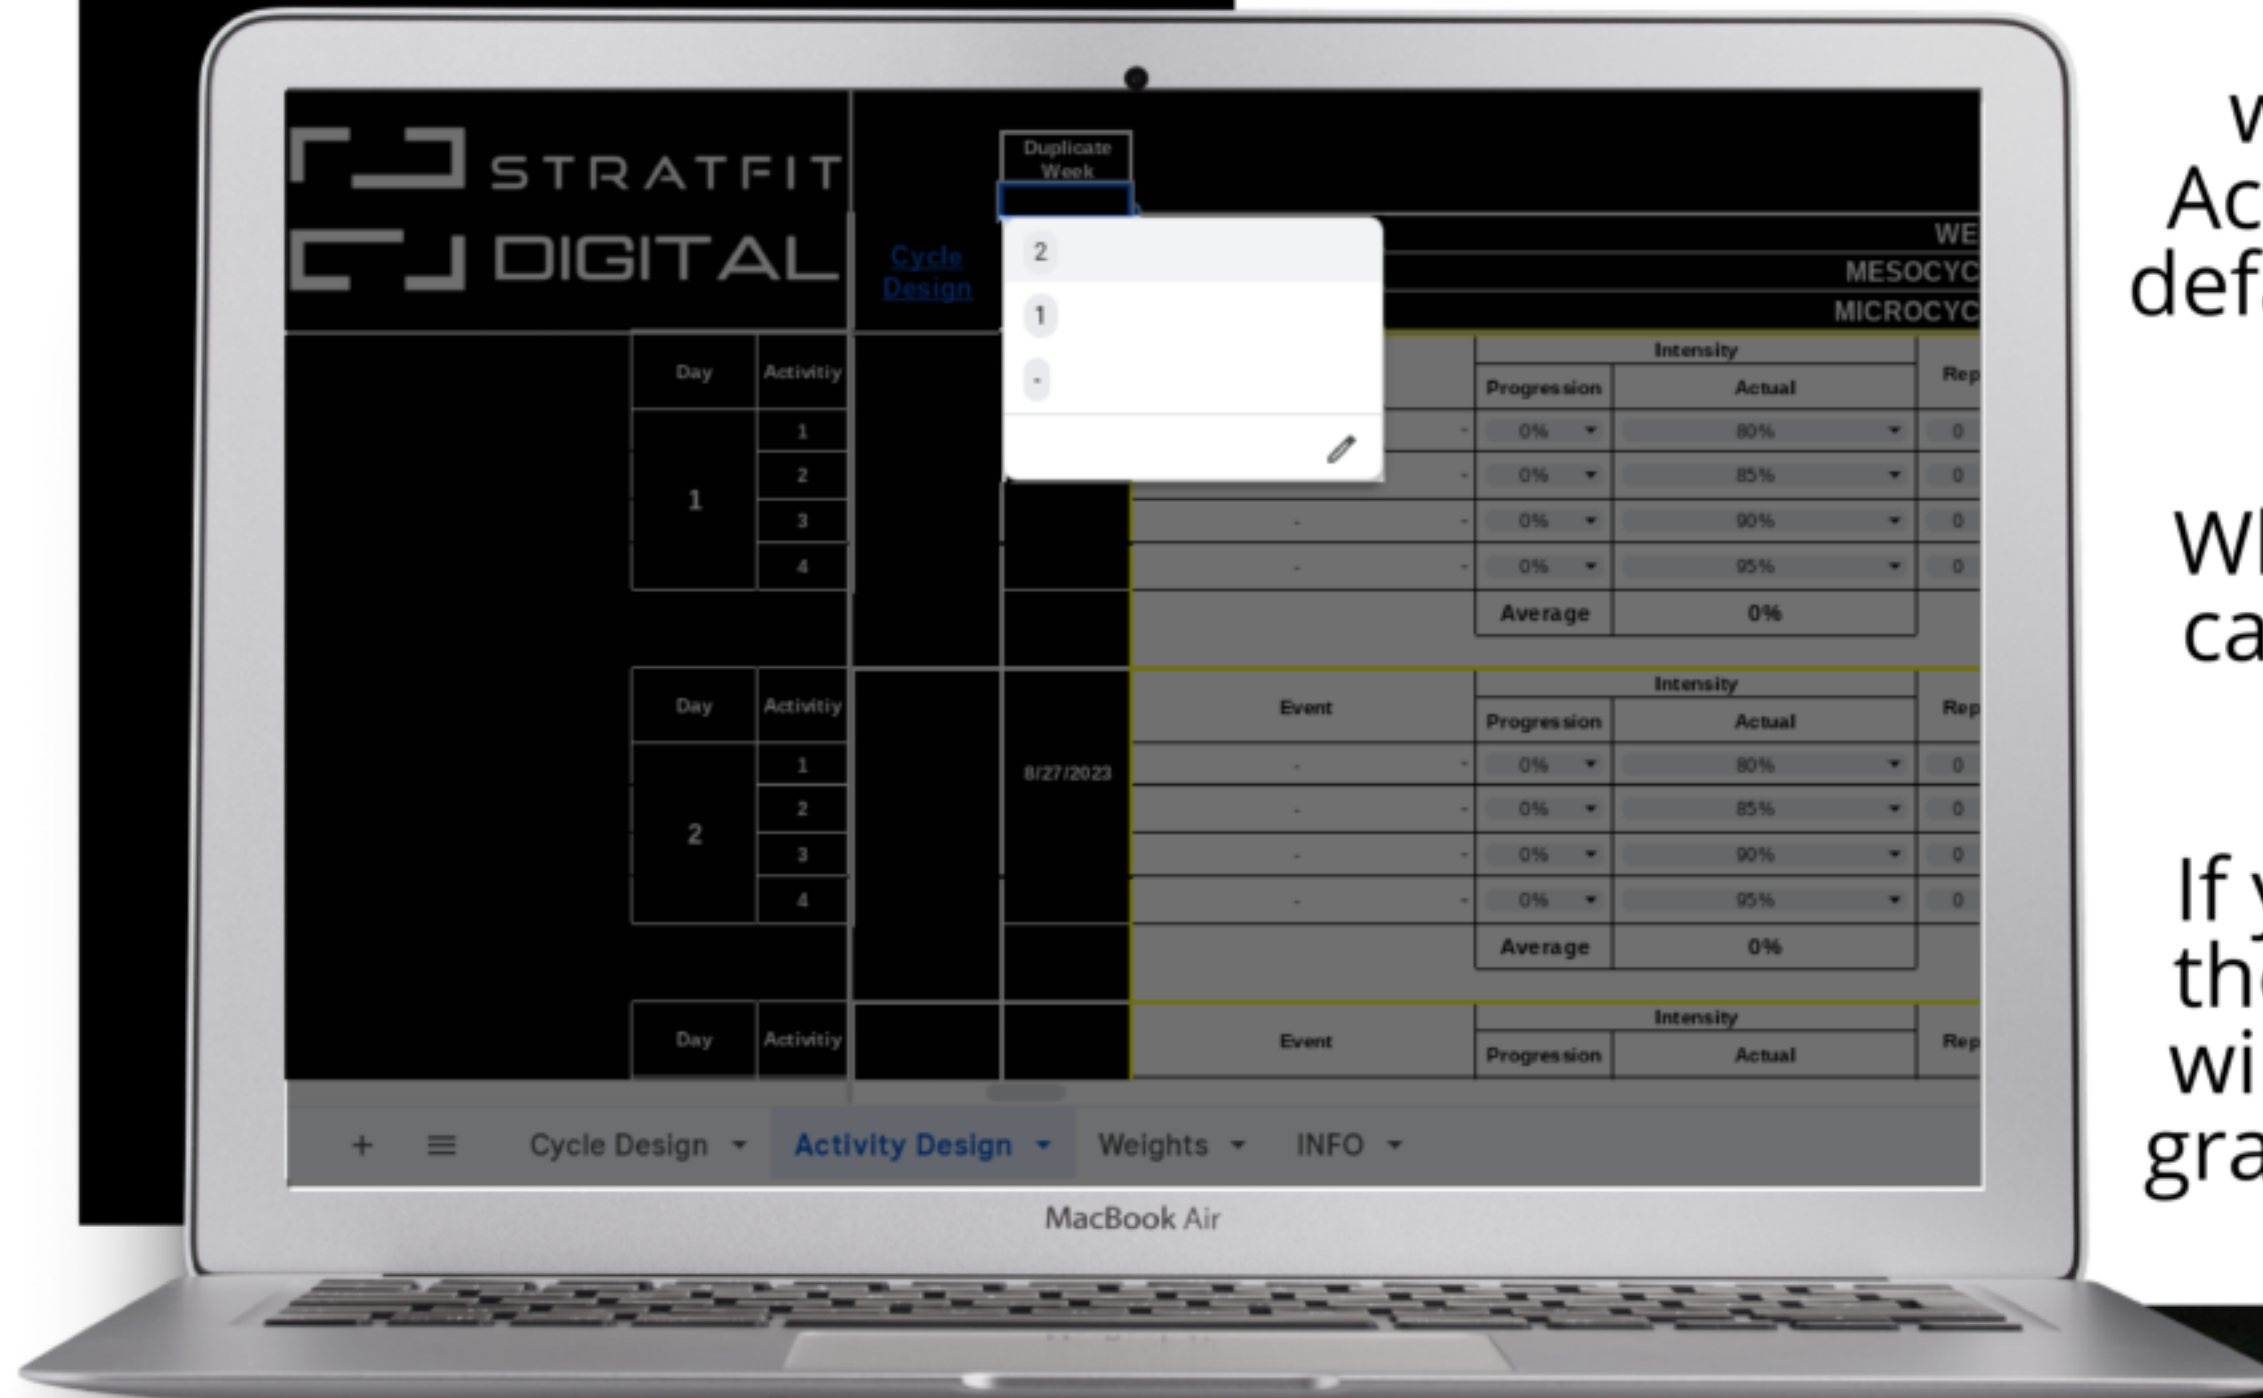 STRATFIT
DIGITAL
Cycle
Design
Duplicate
Week
2
1
-
WE
MESOCYC
MICROCYC
Day Activitiy
Intensity
Progression Actual Rep
1
1 - 0% 80% 0
2 - 0% 85% 0
3 - - 0% 90% 0
4 - - 0% 95% 0
Average 0%
Day Activitiy Event
Intensity
Progression Actual Rep
2
8/27/2023
1 - - 0% 80% 0
2 - - 0% 85% 0
3 - - 0% 90% 0
4 - - 0% 95% 0
Average 0%
Day Activitiy Event
Intensity
Progression Actual Rep
+ Cycle Design Activity Design Weights INFO
MacBook Air
w
Ac
def
W
ca
If y
the
wi
gra